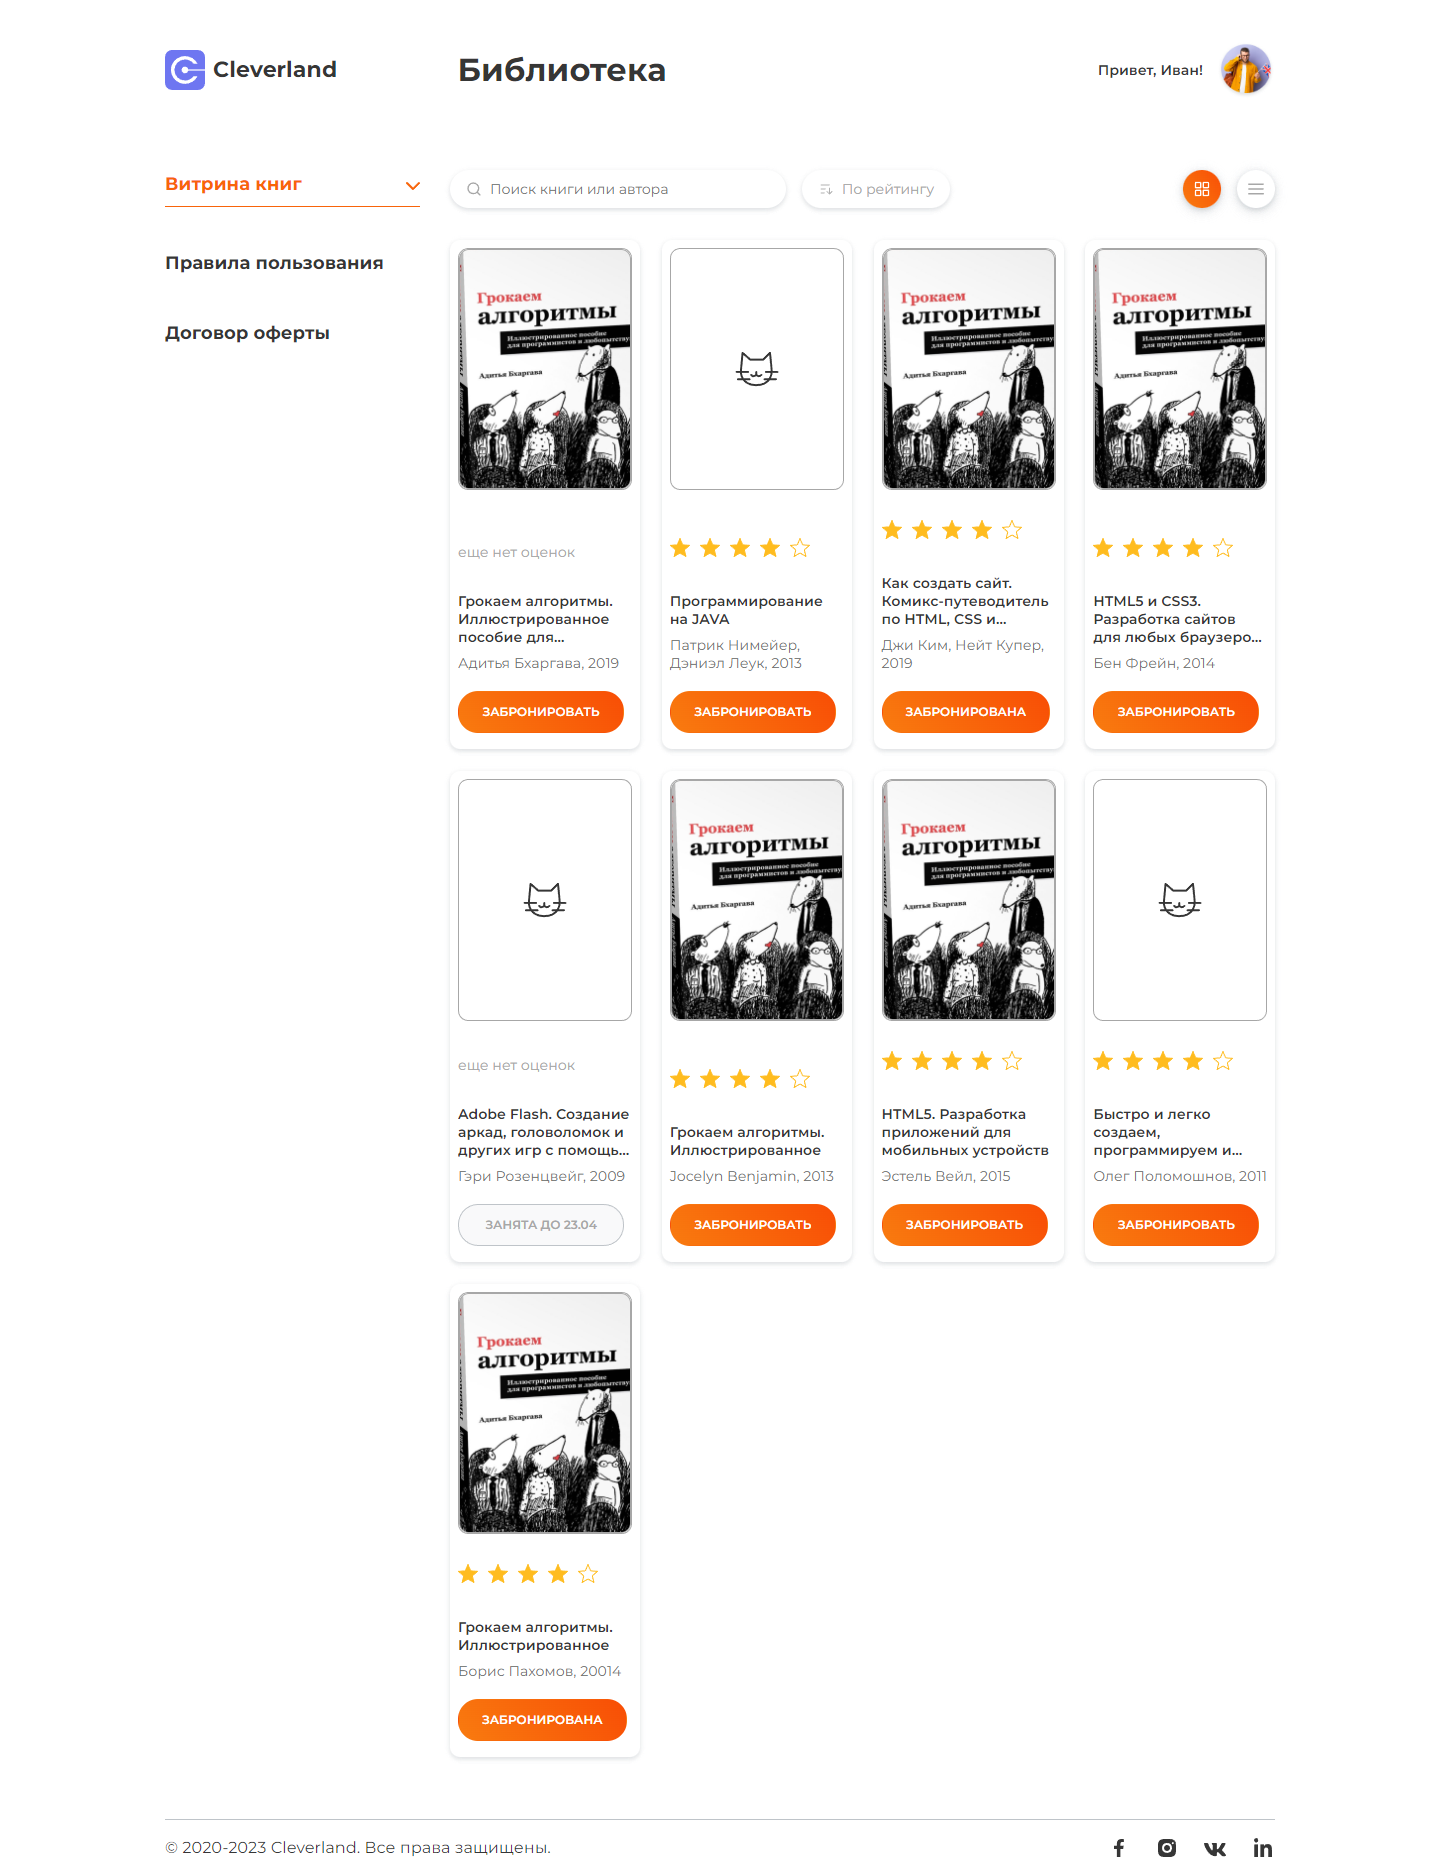 Cleverland
Библиотека
Привет, Иван!
Витрина книг
Поиск книги или автора
По рейтингу
Правила пользования
Договор оферты
Грокаем
алгоритмы
Иллюстрированное пособие
для программистов и любопытству
Адитья Бхаргава
еще нет оценок
Грокаем алгоритмы.
Иллюстрированное
пособие для...
Адитья Бхаргава, 2019
ЗАБРОНИРОВАТЬ
Программирование
на JAVA
Патрик Нимейер,
Дэниэл Леук, 2013
ЗАБРОНИРОВАТЬ
Грокаем
алгоритмы
Иллюстрированное пособие
для программистов и любопытству
Адитья Бхаргава
Как создать сайт.
Комикс-путеводитель
по HTML, CSS и...
Джи Ким, Нейт Купер,
2019
ЗАБРОНИРОВАНА
Грокаем
алгоритмы
Иллюстрированное пособие
для программистов и любопытству
Адитья Бхаргава
HTML5 и CSS3.
Разработка сайтов
для любых браузеро...
Бен Фрейн, 2014
ЗАБРОНИРОВАТЬ
еще нет оценок
Adobe Flash. Создание
аркад, головоломок и
других игр с помощь...
Гэри Розенцвейг, 2009
ЗАНЯТА ДО 23.04
Грокаем
алгоритмы
Иллюстрированное пособие
для программистов и любопытству
Адитья Бхаргава
Грокаем алгоритмы.
Иллюстрированное
Jocelyn Benjamin, 2013
ЗАБРОНИРОВАТЬ
Грокаем
алгоритмы
Иллюстрированное пособие
для программистов и любопытству
Адитья Бхаргава
HTML5. Разработка
приложений для
мобильных устройств
Эстель Вейл, 2015
ЗАБРОНИРОВАТЬ
Быстро и легко
создаем,
программируем и...
Олег Поломошнов, 2011
ЗАБРОНИРОВАТЬ
Грокаем
алгоритмы
Иллюстрированное пособие
для программистов и любопытству
Адитья Бхаргава
Грокаем алгоритмы.
Иллюстрированное
Борис Пахомов, 20014
ЗАБРОНИРОВАНА
© 2020-2023 Cleverland. Все права защищены.